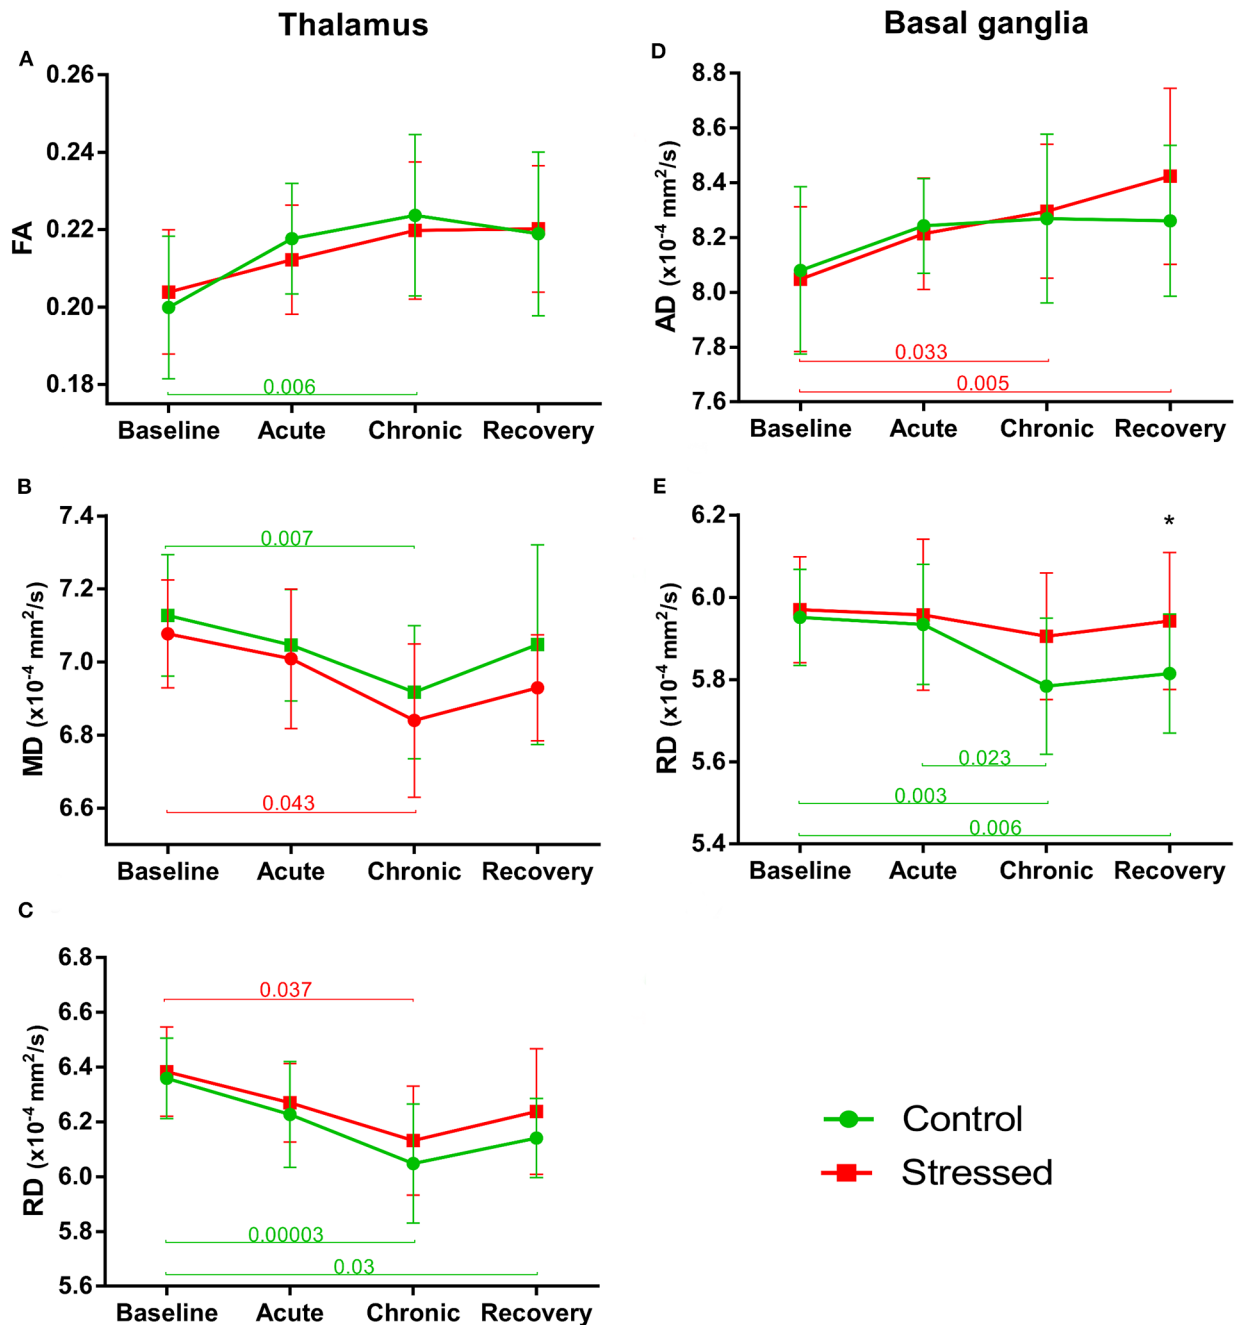 Thalamus
A
FA
0.26
0.24
0.22
0.20
0.18
0.006
Baseline Acute Chronic Recovery
B
MD (x10⁻⁴ mm²/s)
7.4
7.2
7.0
6.8
6.6
0.007
0.043
Baseline Acute Chronic Recovery
C
RD (x10⁻⁴ mm²/s)
6.8
6.6
6.4
6.2
6.0
5.8
5.6
0.037
0.00003
0.03
Baseline Acute Chronic Recovery
Basal ganglia
D
AD (x10⁻⁴ mm²/s)
8.8
8.6
8.4
8.2
8.0
7.8
7.6
0.033
0.005
Baseline Acute Chronic Recovery
E
RD (x10⁻⁴ mm²/s)
6.2
6.0
5.8
5.6
5.4
*
0.023
0.003
0.006
Baseline Acute Chronic Recovery
Control
Stressed